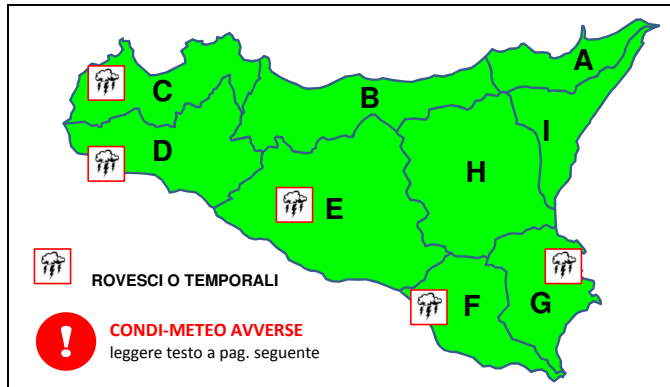 A
C
B
I
D
H
E
ROVESCI O TEMPORALI
F
G
!
CONDI-METEO AVVERSE
leggere testo a pag. seguente